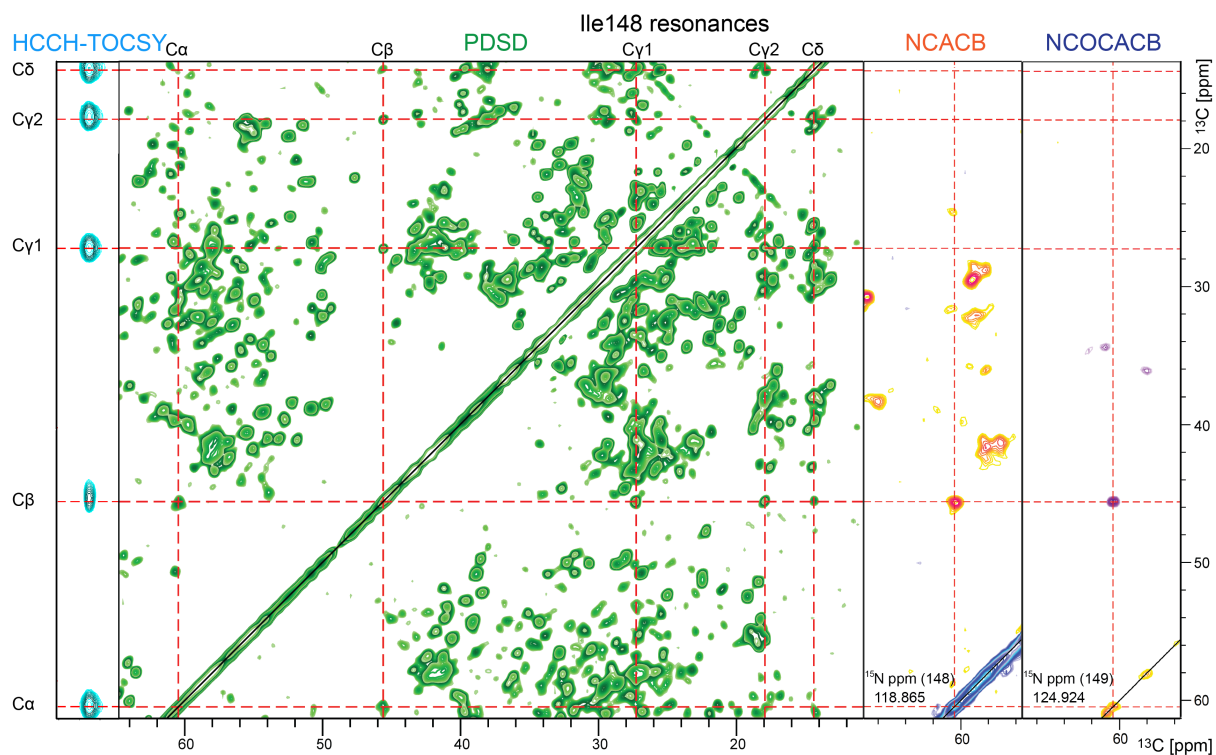 Ile148 resonances
HCCH-TOCSY
PDSD
NCACB
NCOCACB
Cα
Cβ
Cγ1
Cγ2
Cδ
Cδ
Cγ2
Cγ1
Cβ
Cα
¹³C [ppm]
20
30
40
50
60
¹⁵N ppm (148)
118.865
¹⁵N ppm (149)
124.924
60
50
40
30
20
60
60
¹³C [ppm]